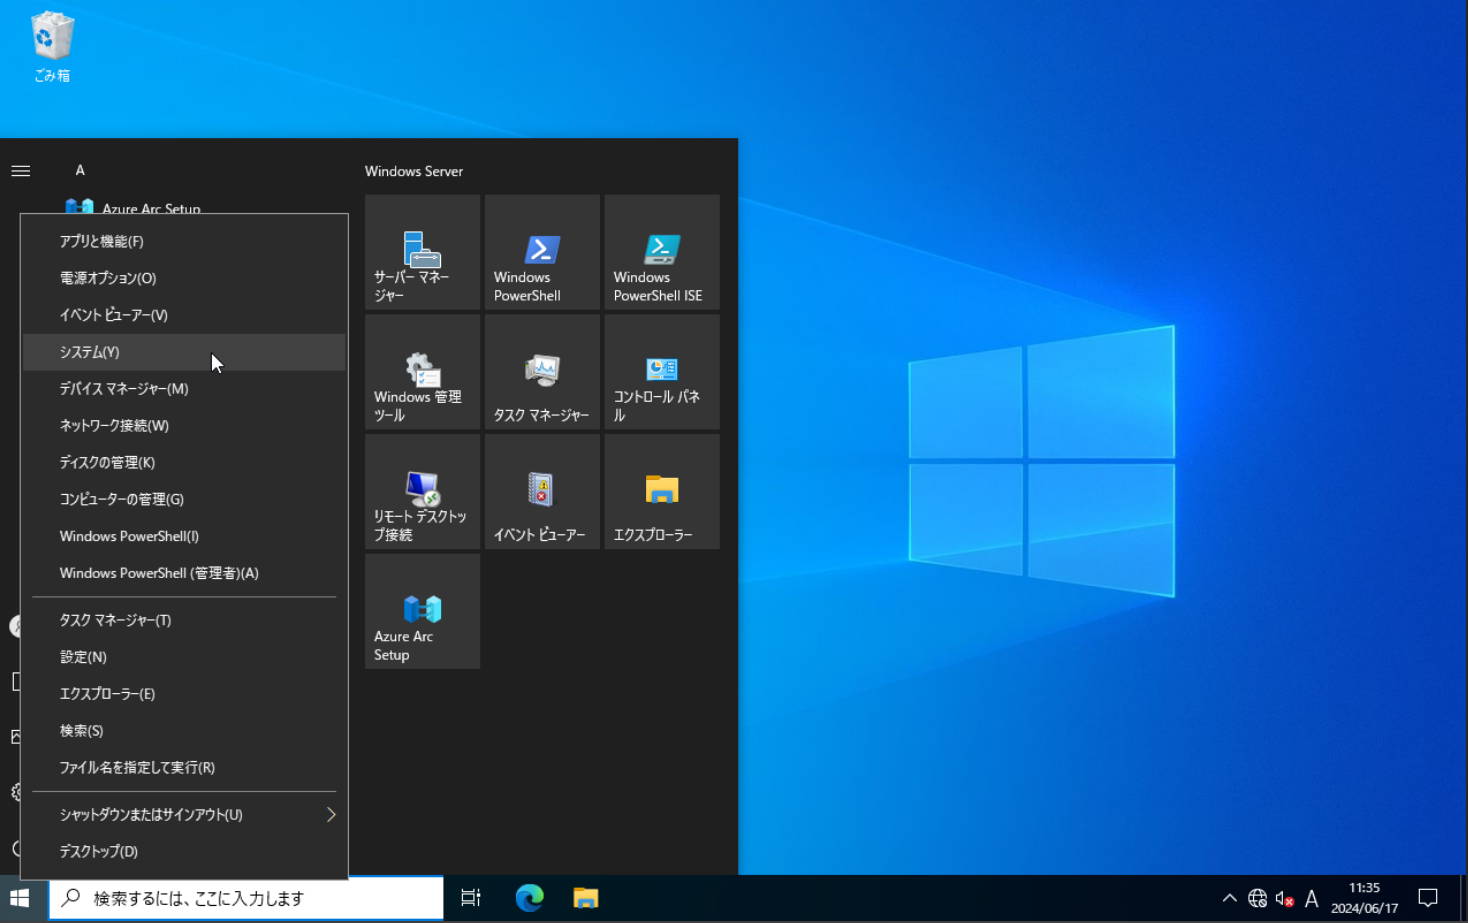 ごみ箱
A
Azure Arc Setup
アプリと機能(F)
電源オプション(O)
イベント ビューアー(V)
システム(Y)
デバイス マネージャー(M)
ネットワーク接続(W)
ディスクの管理(K)
コンピューターの管理(G)
Windows PowerShell(I)
Windows PowerShell (管理者)(A)
タスク マネージャー(T)
設定(N)
エクスプローラー(E)
検索(S)
ファイル名を指定して実行(R)
シャットダウンまたはサインアウト(U)
デスクトップ(D)
Windows Server
サーバー マネー
ジャー
Windows
PowerShell
Windows
PowerShell ISE
Windows 管理
ツール
タスク マネージャー
コントロール パネ
ル
リモート デスクトッ
プ接続
イベント ビューアー
エクスプローラー
Azure Arc
Setup
検索するには、ここに入力します
A
11:35
2024/06/17